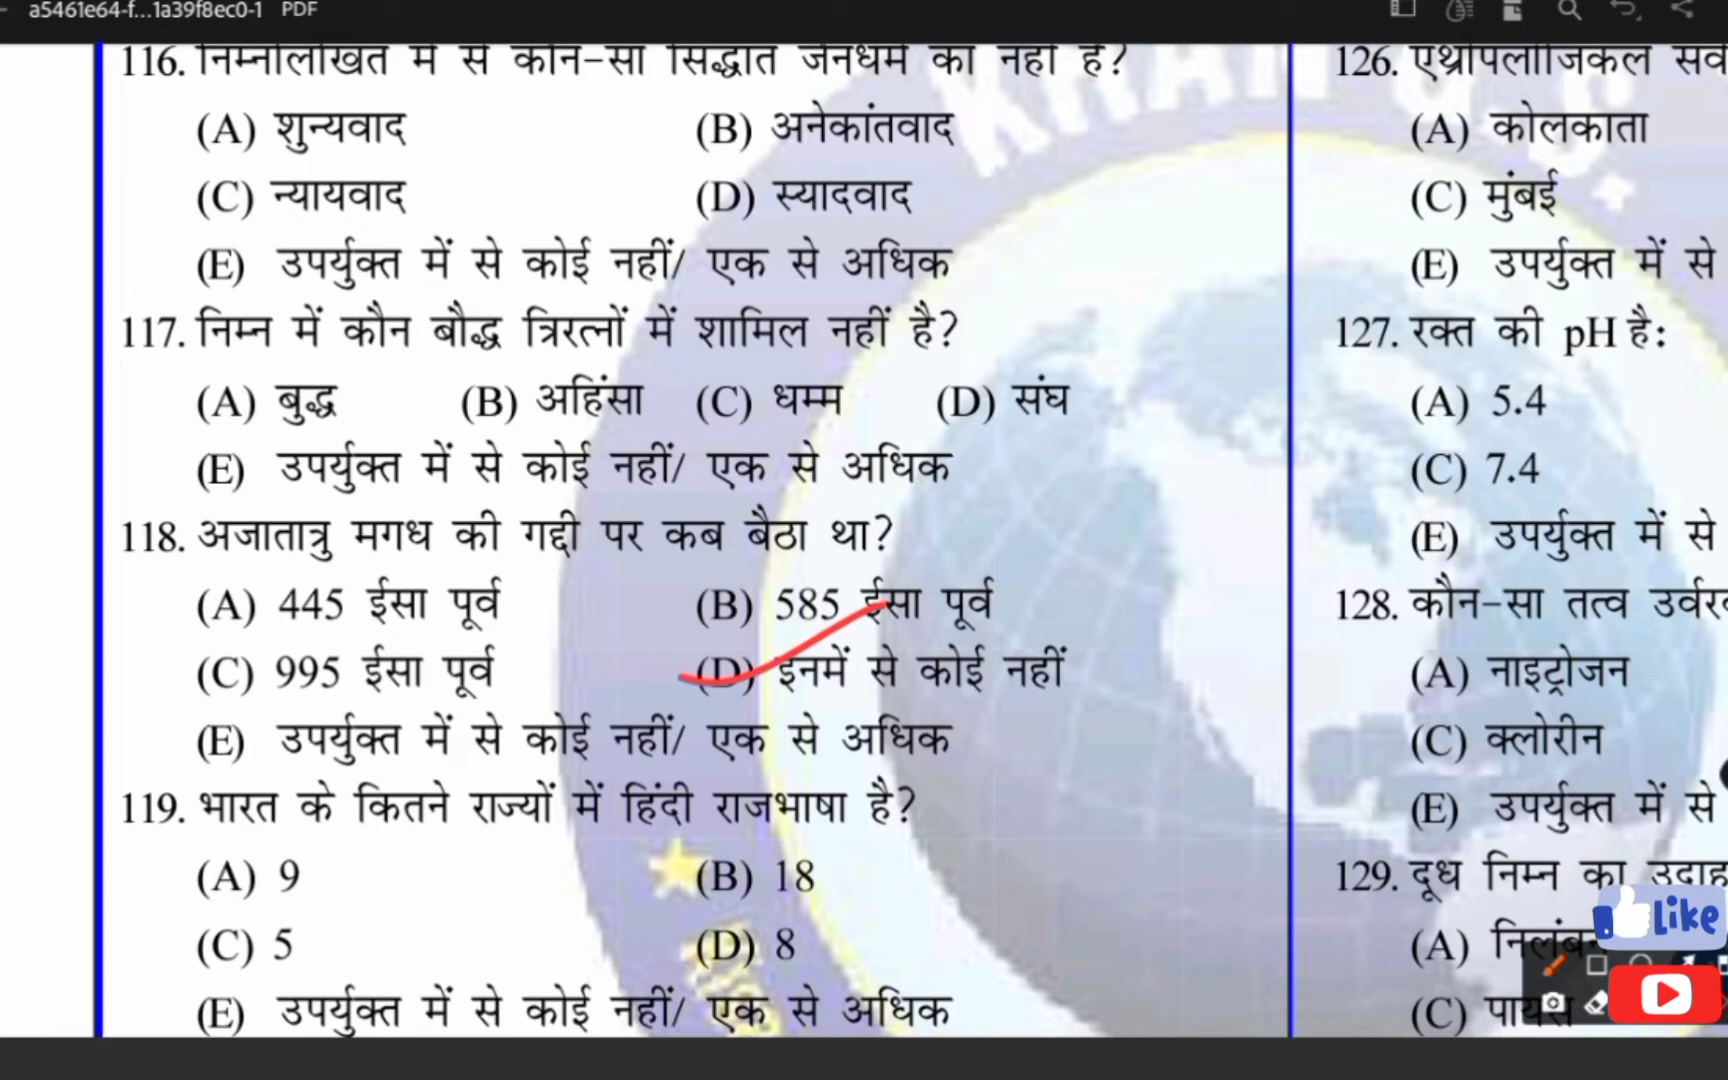 a5461e64-f...1a39f8ec0-1 PDF
116. निम्नलिखित में से कौन-सा सिद्धांत जैनधर्म का नहीं है?
(A) शुन्यवाद (B) अनेकांतवाद
(C) न्यायवाद (D) स्यादवाद
(E) उपर्युक्त में से कोई नहीं/ एक से अधिक
117. निम्न में कौन बौद्ध त्रिरत्नों में शामिल नहीं है?
(A) बुद्ध (B) अहिंसा (C) धम्म (D) संघ
(E) उपर्युक्त में से कोई नहीं/ एक से अधिक
118. अजातात्रु मगध की गद्दी पर कब बैठा था?
(A) 445 ईसा पूर्व (B) 585 ईसा पूर्व
(C) 995 ईसा पूर्व (D) इनमें से कोई नहीं
(E) उपर्युक्त में से कोई नहीं/ एक से अधिक
119. भारत के कितने राज्यों में हिंदी राजभाषा है?
(A) 9 (B) 18
(C) 5 (D) 8
(E) उपर्युक्त में से कोई नहीं/ एक से अधिक
126. एंथ्रोपलॉजिकल
(A) कोलकाता
(C) मुंबई
(E) उपर्युक्त में से
127. रक्त की pH है:
(A) 5.4
(C) 7.4
(E) उपर्युक्त में से
128. कौन-सा तत्व
(A) नाइट्रोजन
(C) क्लोरीन
(E) उपर्युक्त में से
129. दूध निम्न का
(A)
(C) पायस
Like